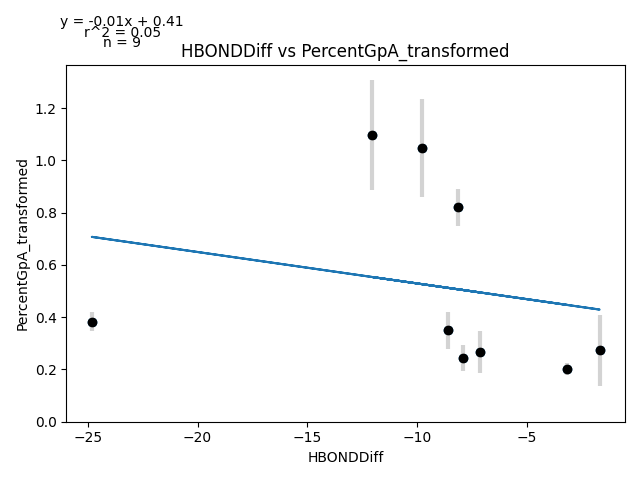 y = -0.01x + 0.41
r^2 = 0.05
n = 9
HBONDDiff vs PercentGpA_transformed
PercentGpA_transformed
1.2
1.0
0.8
0.6
0.4
0.2
0.0
−25
−20
−15
−10
−5
HBONDDiff